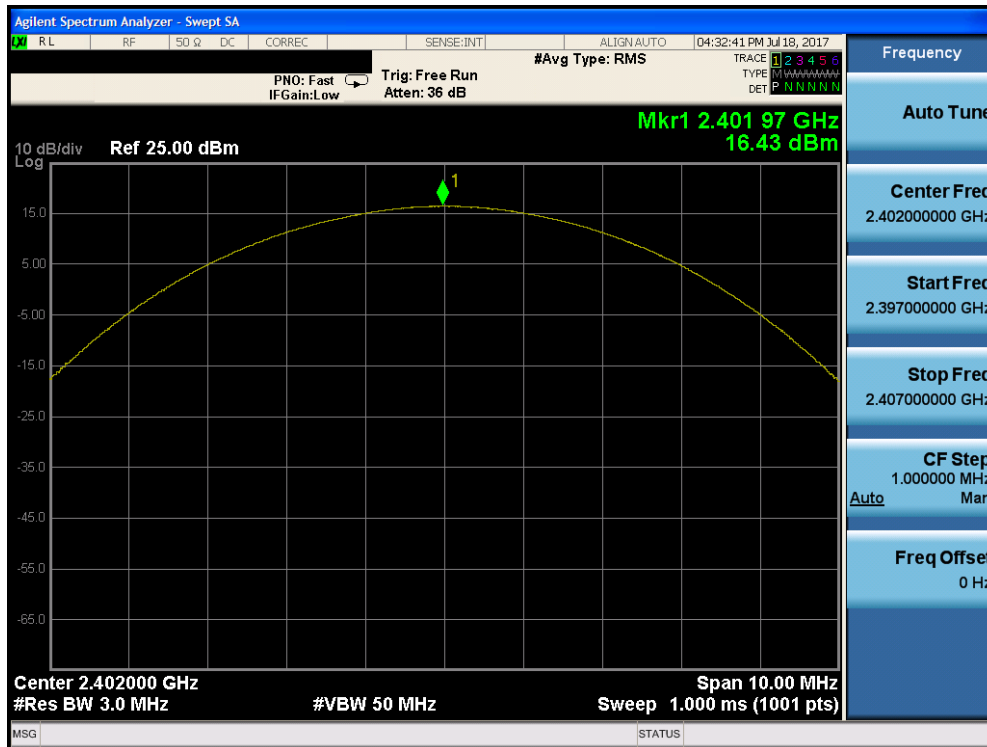 Agilent Spectrum Analyzer - Swept SA
LXI RL RF 50 Ω DC CORREC SENSE:INT ALIGN AUTO 04:32:41 PM Jul 18, 2017
PNO: Fast
IFGain:Low
Trig: Free Run
Atten: 36 dB
#Avg Type: RMS
TRACE 1 2 3 4 5 6
TYPE M W W W W W
DET P N N N N N
Mkr1 2.401 97 GHz
16.43 dBm
10 dB/div Ref 25.00 dBm
Log
1
15.0
5.00
-5.00
-15.0
-25.0
-35.0
-45.0
-55.0
-65.0
Center 2.402000 GHz Span 10.00 MHz
#Res BW 3.0 MHz #VBW 50 MHz Sweep 1.000 ms (1001 pts)
MSG STATUS
Frequency
Auto Tune
Center Freq
2.402000000 GHz
Start Freq
2.397000000 GHz
Stop Freq
2.407000000 GHz
CF Step
1.000000 MHz
Auto Man
Freq Offset
0 Hz